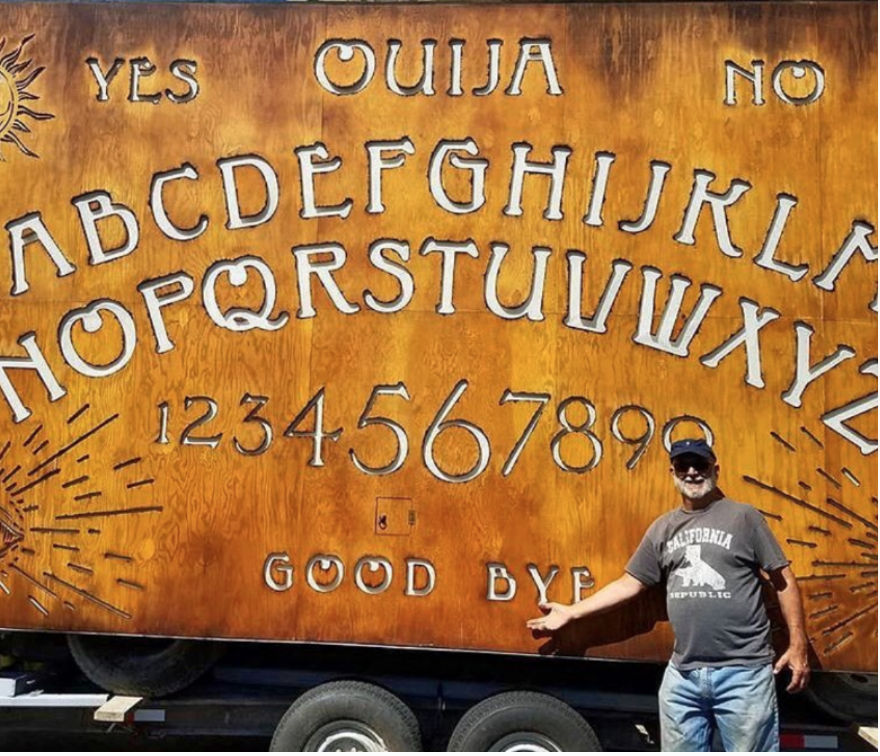 YES OUIJA NO
ABCDEFGHIJKLM
NOPQRSTUVWXYZ
1234567890
GOOD BYE
CALIFORNIA
REPUBLIC